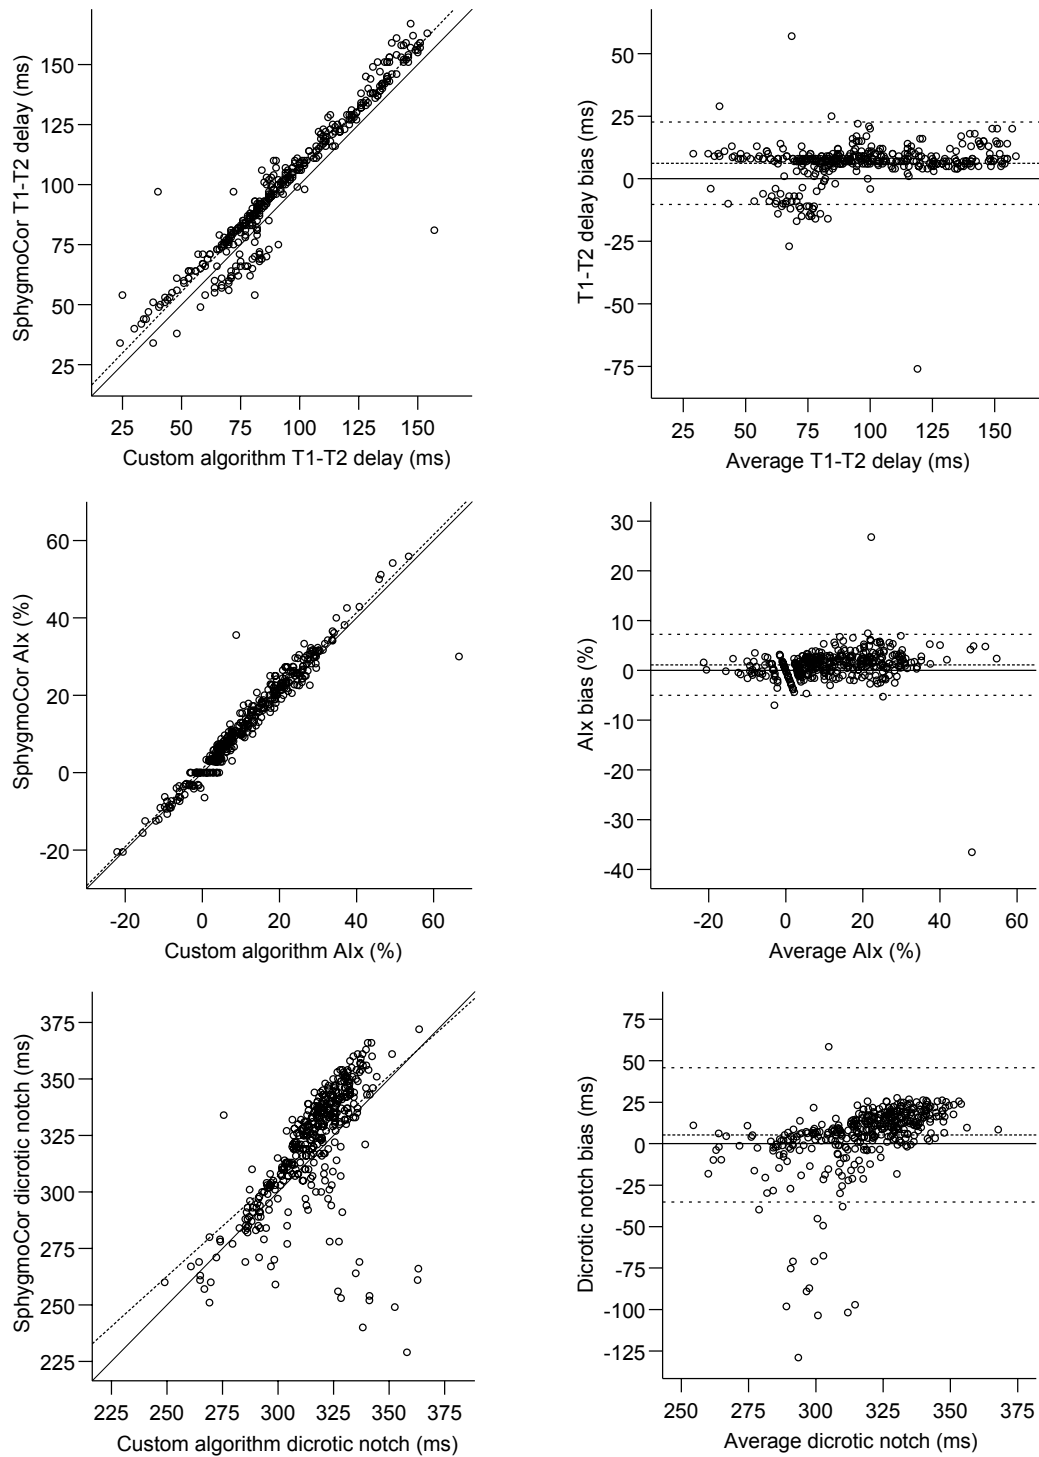 SphygmoCor T1-T2 delay (ms)
150
125
100
75
50
25
25 50 75 100 125 150
Custom algorithm T1-T2 delay (ms)
T1-T2 delay bias (ms)
50
25
0
-25
-50
-75
25 50 75 100 125 150
Average T1-T2 delay (ms)
SphygmoCor AIx (%)
60
40
20
0
-20
-20 0 20 40 60
Custom algorithm AIx (%)
AIx bias (%)
30
20
10
0
-10
-20
-30
-40
-20 0 20 40 60
Average AIx (%)
SphygmoCor dicrotic notch (ms)
375
350
325
300
275
250
225
225 250 275 300 325 350 375
Custom algorithm dicrotic notch (ms)
Dicrotic notch bias (ms)
75
50
25
0
-25
-50
-75
-100
-125
250 275 300 325 350 375
Average dicrotic notch (ms)